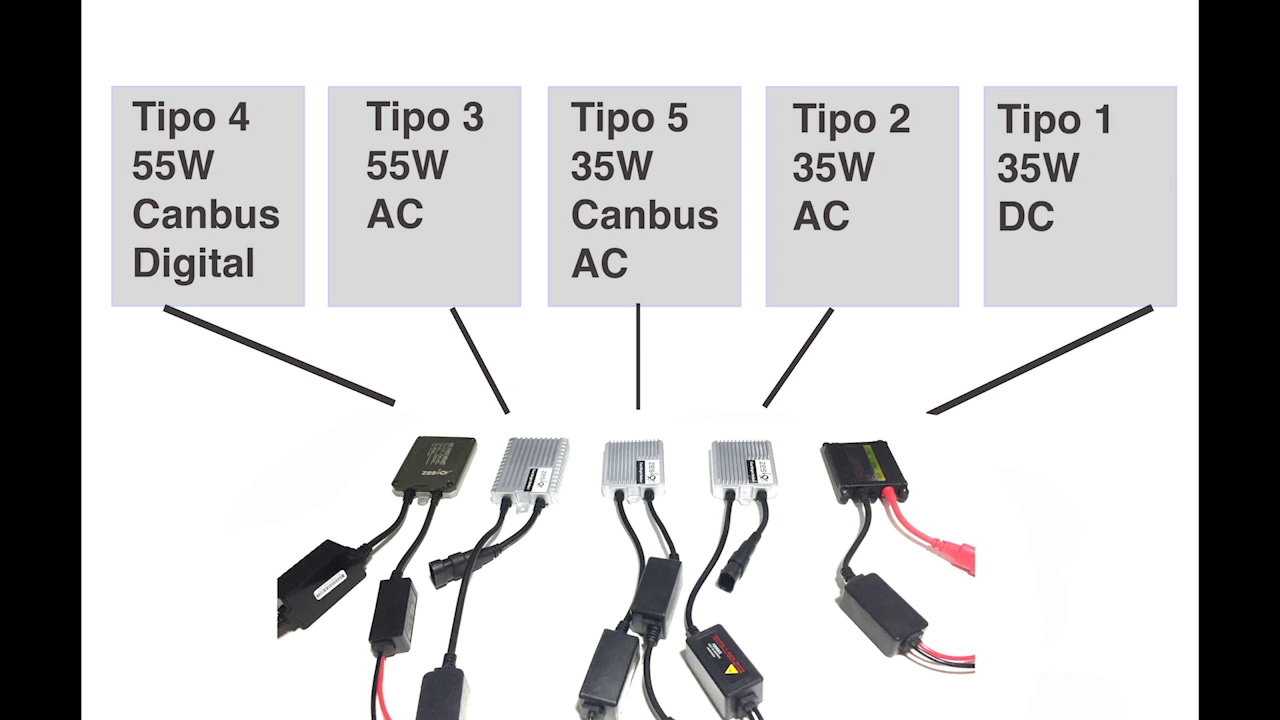 Tipo 4
55W
Canbus
Digital
Tipo 3
55W
AC
Tipo 5
35W
Canbus
AC
Tipo 2
35W
AC
Tipo 1
35W
DC